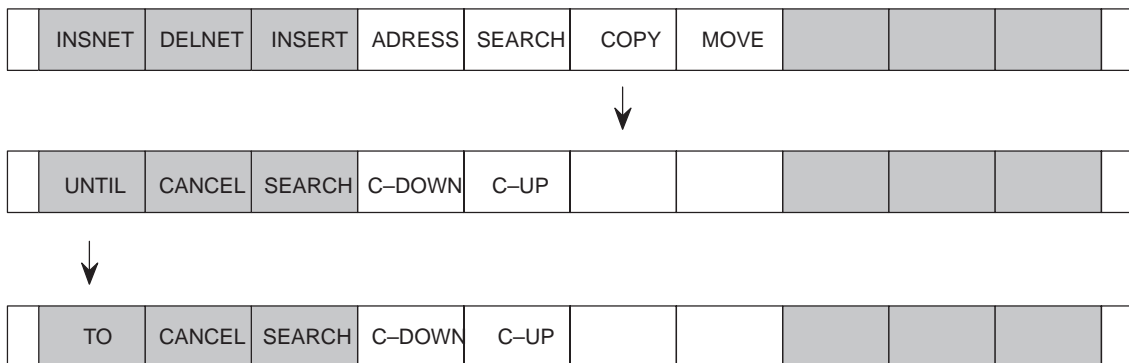 INSNET DELNET INSERT ADRESS SEARCH COPY MOVE
UNTIL CANCEL SEARCH C–DOWN C–UP
TO CANCEL SEARCH C–DOWN C–UP